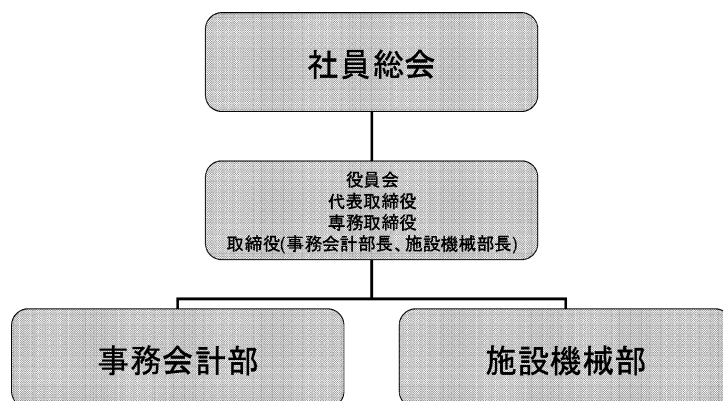 社員総会
役員会
代表取締役
専務取締役
取締役(事務会計部長、施設機械部長)
事務会計部
施設機械部